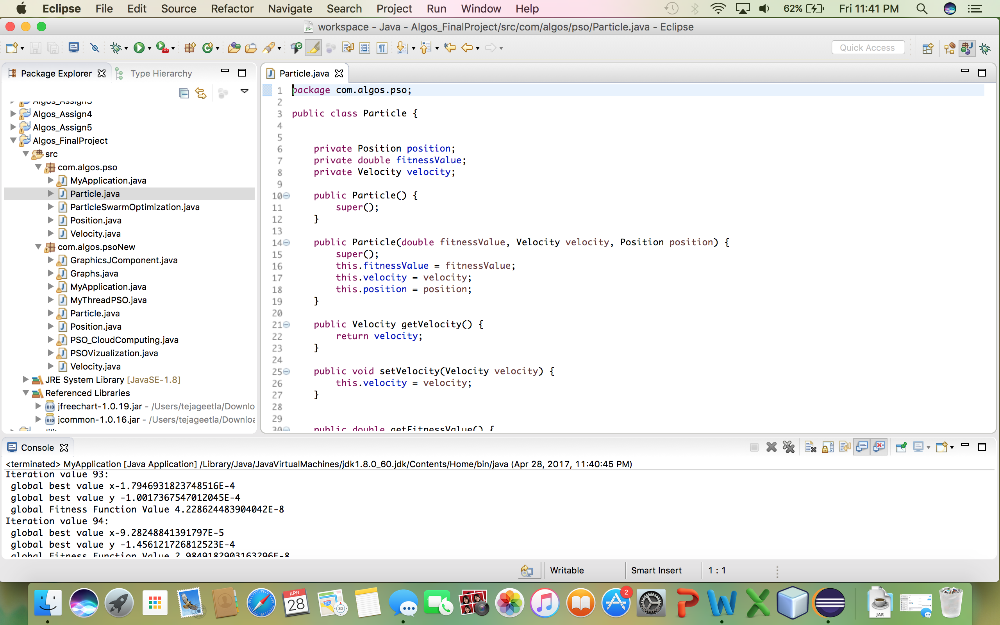 Eclipse File Edit Source Refactor Navigate Search Project Run Window Help 62% Fri 11:41 PM
workspace - Java - Algos_FinalProject/src/com/algos/pso/Particle.java - Eclipse
Quick Access
Package Explorer Type Hierarchy
Algos_Assign4
Algos_Assign5
Algos_FinalProject
src
com.algos.pso
MyApplication.java
Particle.java
ParticleSwarmOptimization.java
Position.java
Velocity.java
com.algos.psoNew
GraphicsJComponent.java
Graphs.java
MyApplication.java
MyThreadPSO.java
Particle.java
Position.java
PSO_CloudComputing.java
PSOVizualization.java
Velocity.java
JRE System Library [JavaSE-1.8]
Referenced Libraries
jfreechart-1.0.19.jar - /Users/tejageetla/Downlo
jcommon-1.0.16.jar - /Users/tejageetla/Downloa
Particle.java
1 package com.algos.pso;
2
3 public class Particle {
4
5
6 private Position position;
7 private double fitnessValue;
8 private Velocity velocity;
9
10 public Particle() {
11 super();
12 }
13
14 public Particle(double fitnessValue, Velocity velocity, Position position) {
15 super();
16 this.fitnessValue = fitnessValue;
17 this.velocity = velocity;
18 this.position = position;
19 }
20
21 public Velocity getVelocity() {
22 return velocity;
23 }
24
25 public void setVelocity(Velocity velocity) {
26 this.velocity = velocity;
27 }
28
29
30 public double getFitnessValue() {
Console
<terminated> MyApplication [Java Application] /Library/Java/JavaVirtualMachines/jdk1.8.0_60.jdk/Contents/Home/bin/java (Apr 28, 2017, 11:40:45 PM)
Iteration value 93:
global best value x-1.7946931823748516E-4
global best value y -1.0017367547012045E-4
global Fitness Function Value 4.228624483904042E-8
Iteration value 94:
global best value x-9.28248841391797E-5
global best value y -1.456121726812523E-4
global Fitness Function Value 2.9849182903163296E-8
Writable Smart Insert 1 : 1
APR
28
280
3D
2
JAR